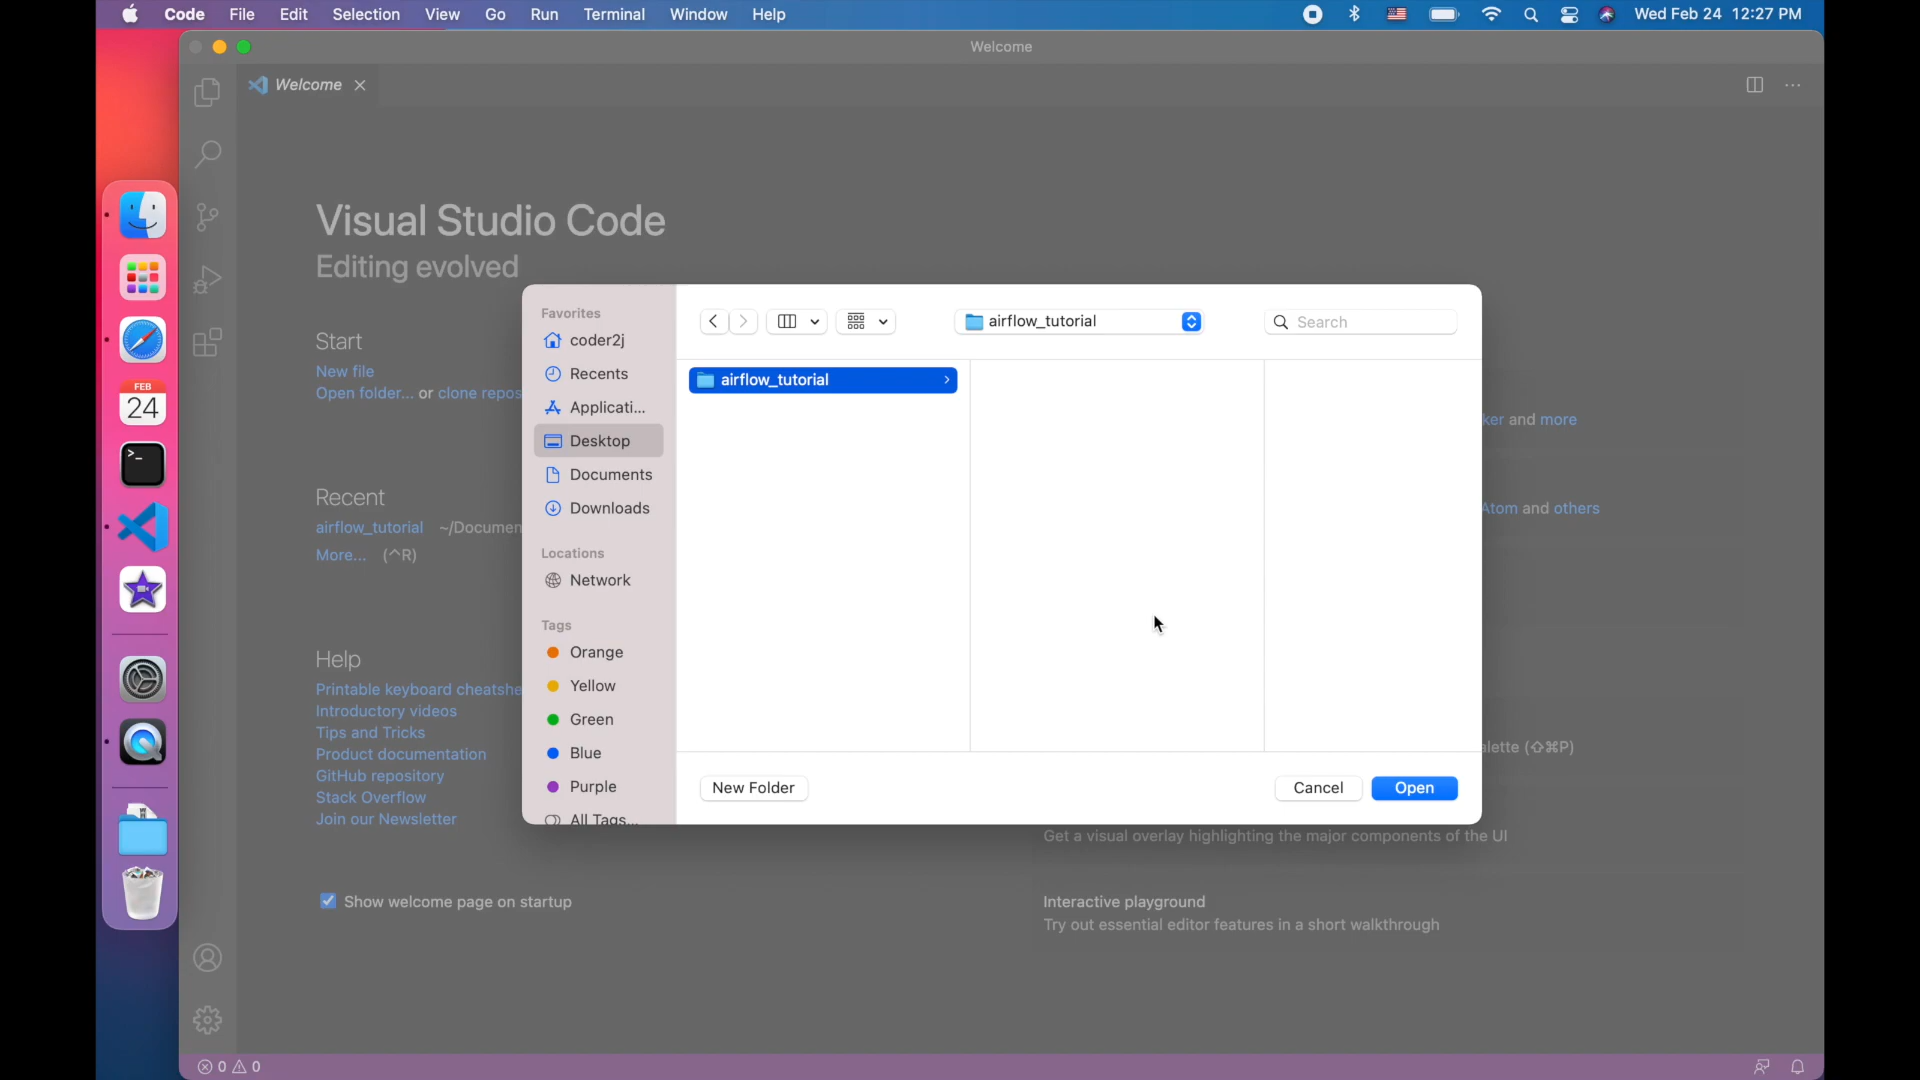 Code File Edit Selection View Go Run Terminal Window Help Wed Feb 24 12:27 PM
Welcome
Welcome
Visual Studio Code
Editing evolved
Start
New file
Open folder... or clone repos
Recent
airflow_tutorial ~/Documen
More... (^R)
Help
Printable keyboard cheatshe
Introductory videos
Tips and Tricks
Product documentation
GitHub repository
Stack Overflow
Join our Newsletter
Show welcome page on startup
Favorites
coder2j
Recents
Applicati...
Desktop
Documents
Downloads
Locations
Network
Tags
Orange
Yellow
Green
Blue
Purple
All Tags...
airflow_tutorial
Search
airflow_tutorial
New Folder
Cancel
Open
ker and more
Atom and others
alette (⇧⌘P)
Get a visual overlay highlighting the major components of the UI
Interactive playground
Try out essential editor features in a short walkthrough
FEB
24
>_
0 0